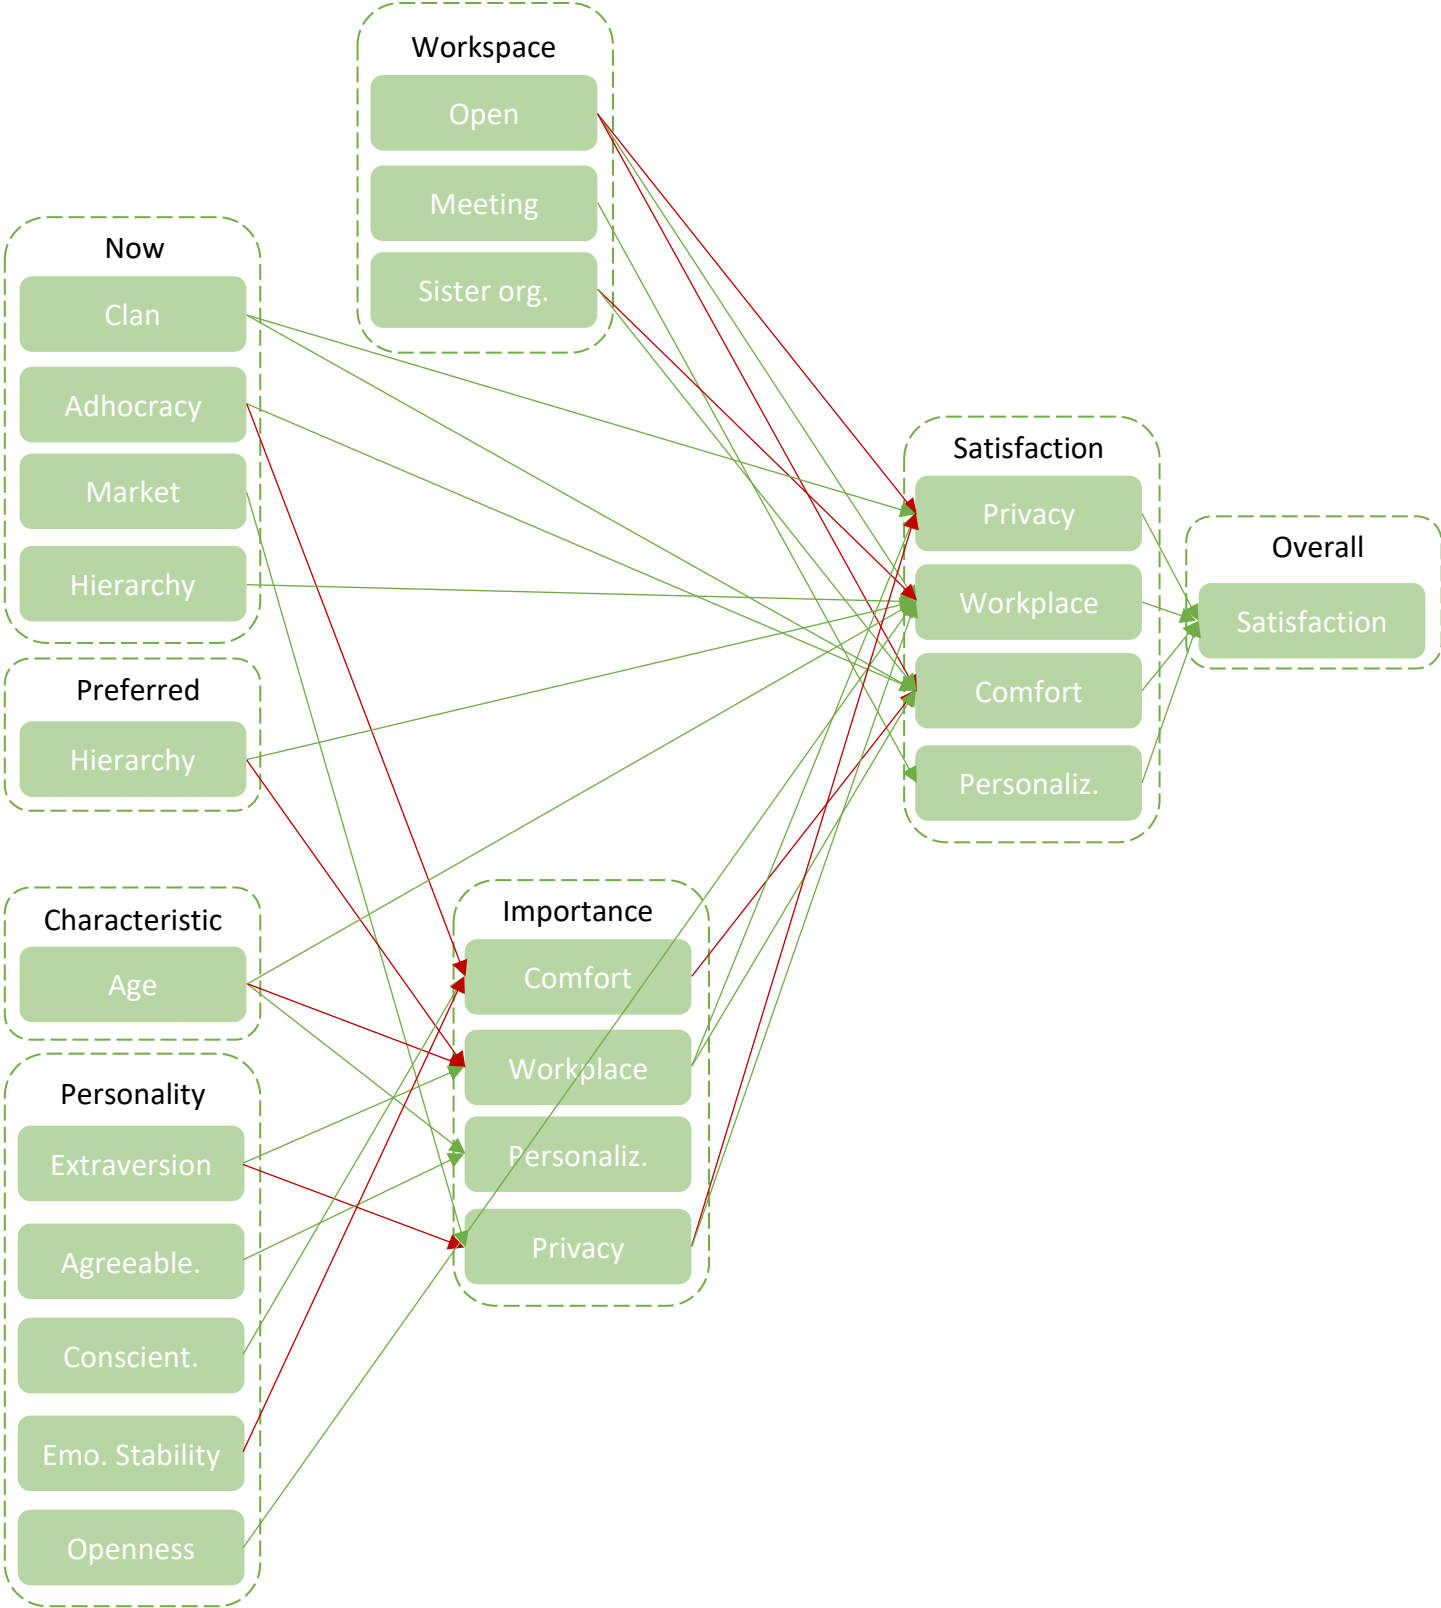 Workspace
Open
Meeting
Sister org.
Now
Clan
Adhocracy
Market
Hierarchy
Preferred
Hierarchy
Characteristic
Age
Personality
Extraversion
Agreeable.
Conscient.
Emo. Stability
Openness
Importance
Comfort
Workplace
Personaliz.
Privacy
Satisfaction
Privacy
Workplace
Comfort
Personaliz.
Overall
Satisfaction